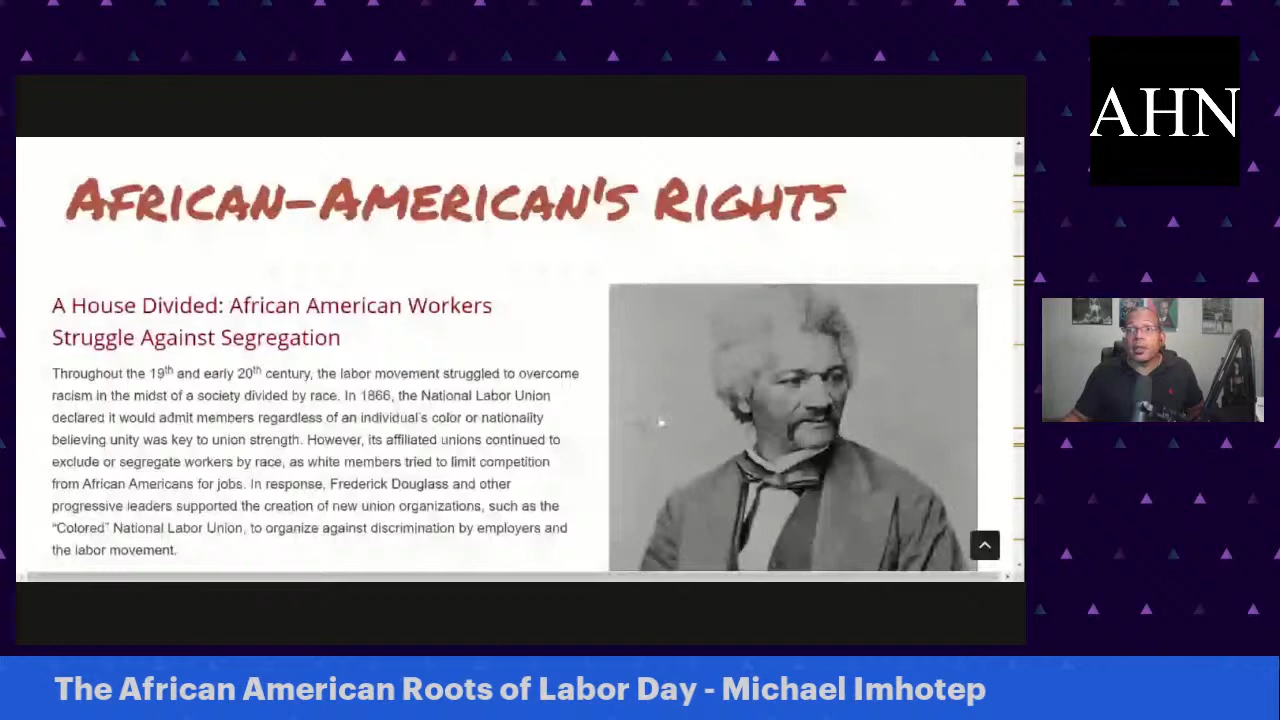 AHN
AFRICAN-AMERICAN'S RIGHTS
A House Divided: African American Workers
Struggle Against Segregation
Throughout the 19th and early 20th century, the labor movement struggled to overcome
racism in the midst of a society divided by race. In 1866, the National Labor Union
declared it would admit members regardless of an individual's color or nationality
believing unity was key to union strength. However, its affiliated unions continued to
exclude or segregate workers by race, as white members tried to limit competition
from African Americans for jobs. In response, Frederick Douglass and other
progressive leaders supported the creation of new union organizations, such as the
“Colored” National Labor Union, to organize against discrimination by employers and
the labor movement.
The African American Roots of Labor Day - Michael Imhotep